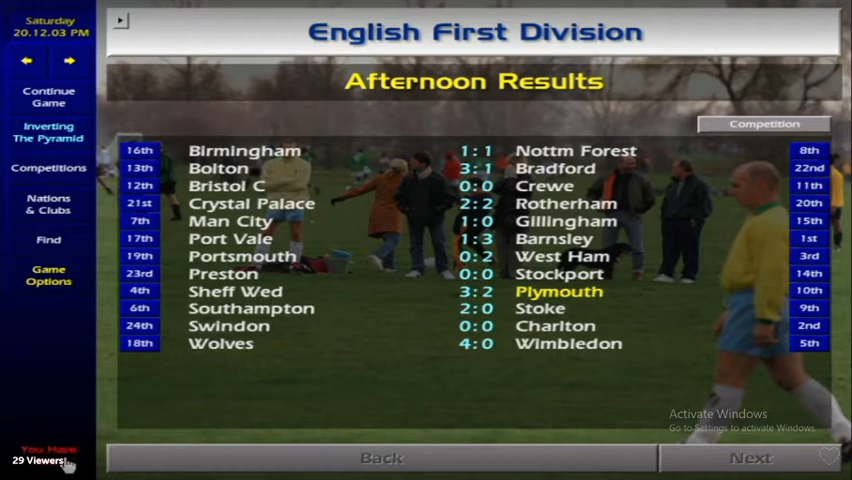 Saturday
20.12.03 PM
Continue
Game
Inverting
The Pyramid
Competitions
Nations
& Clubs
Find
Game
Options
You Have
29 Viewers!
English First Division
Afternoon Results
Competition
16th Birmingham 1:1 Nottm Forest 8th
13th Bolton 3:1 Bradford 22nd
12th Bristol C 0:0 Crewe 11th
21st Crystal Palace 2:2 Rotherham 20th
7th Man City 1:0 Gillingham 15th
17th Port Vale 1:3 Barnsley 1st
19th Portsmouth 0:2 West Ham 3rd
23rd Preston 0:0 Stockport 14th
4th Sheff Wed 3:2 Plymouth 10th
6th Southampton 2:0 Stoke 9th
24th Swindon 0:0 Charlton 2nd
18th Wolves 4:0 Wimbledon 5th
Activate Windows
Go to Settings to activate Windows.
Back Next